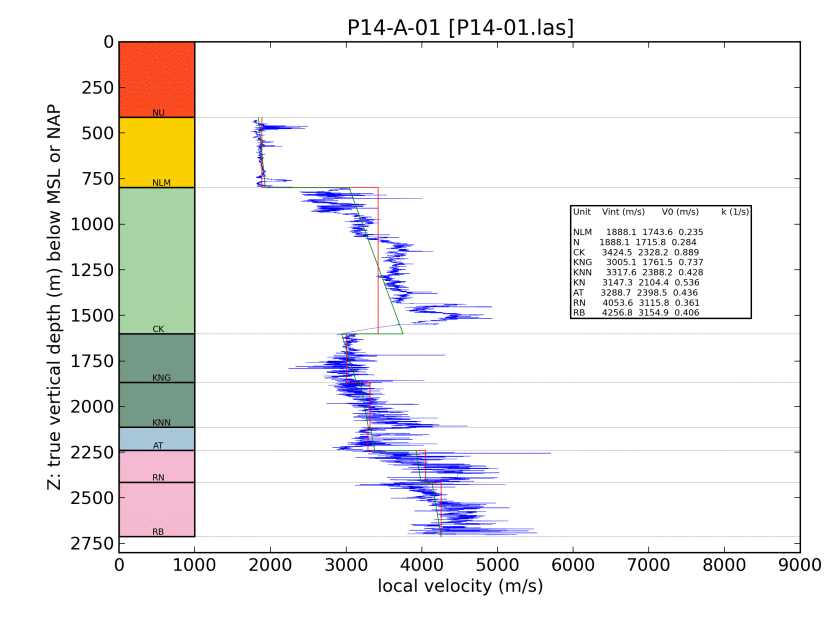 P14-A-01 [P14-01.las]
Z: true vertical depth (m) below MSL or NAP
0
250
500
750
1000
1250
1500
1750
2000
2250
2500
2750
NU
NLM
CK
KNG
KNN
AT
RN
RB
Unit Vint (m/s) V0 (m/s) k (1/s)
NLM 1888.1 1743.6 0.235
N 1888.1 1715.8 0.284
CK 3424.5 2328.2 0.889
KNG 3005.1 1761.5 0.737
KNN 3317.6 2388.2 0.428
KN 3147.3 2104.4 0.536
AT 3288.7 2398.5 0.436
RN 4053.6 3115.8 0.361
RB 4256.8 3154.9 0.406
0 1000 2000 3000 4000 5000 6000 7000 8000 9000
local velocity (m/s)